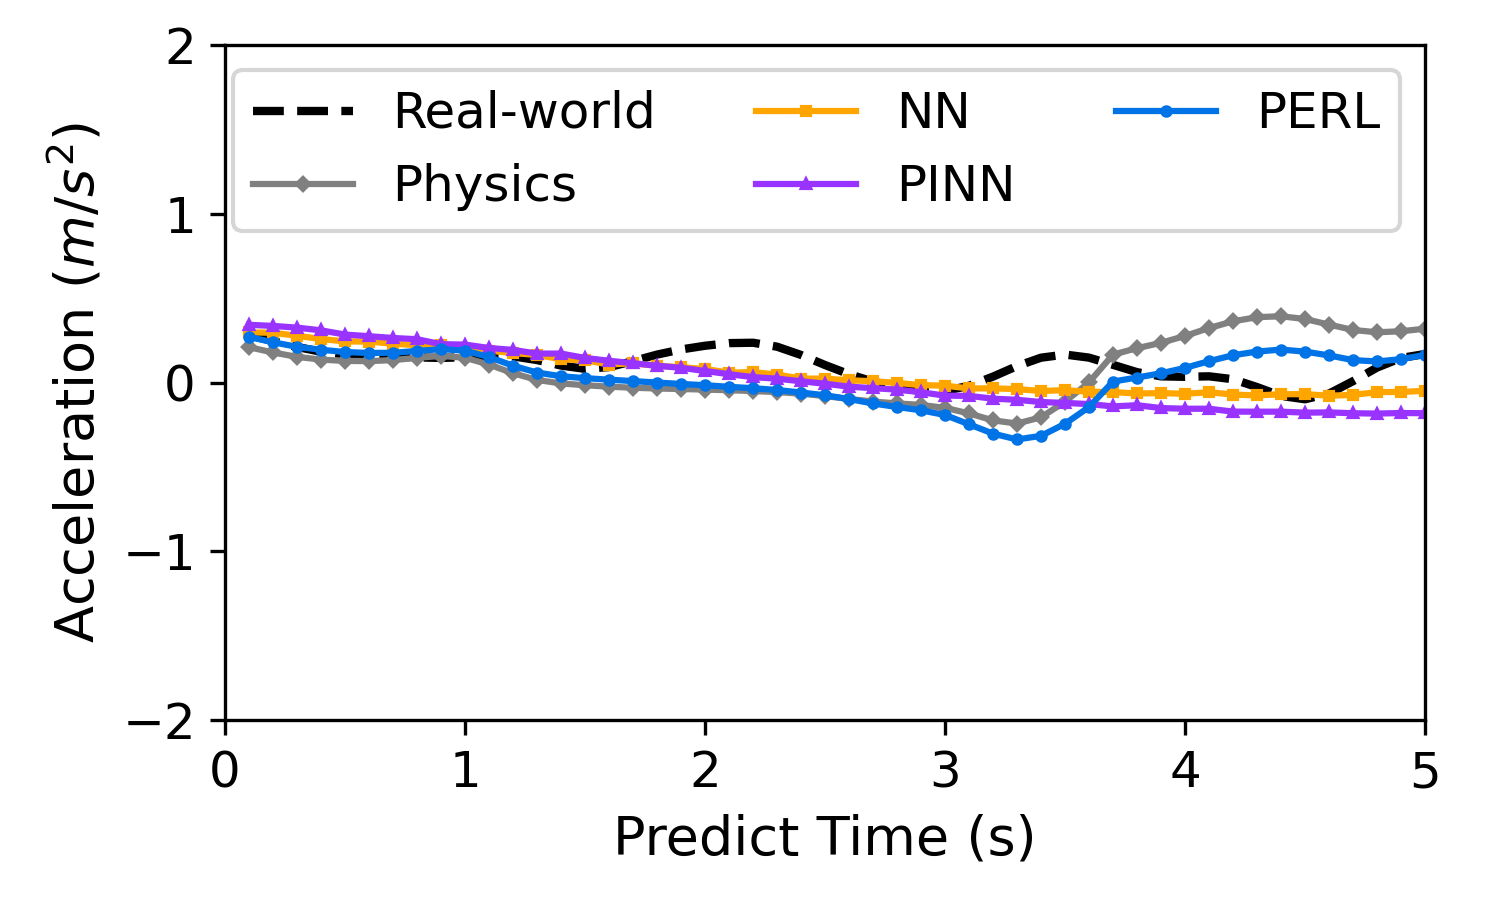 2
1
0
−1
−2
Acceleration (m/s²)
Real-world
NN
PERL
Physics
PINN
0 1 2 3 4 5
Predict Time (s)